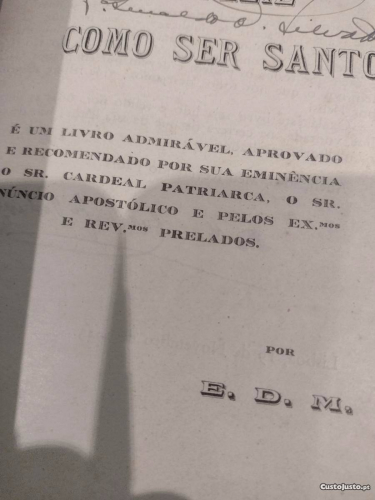 COMO SER SANTO
É UM LIVRO ADMIRÁVEL, APROVADO
E RECOMENDADO POR SUA EMINÊNCIA
O SR. CARDEAL PATRIARCA, O SR.
NÚNCIO APOSTÓLICO E PELOS EX.mos
E REV.mos PRELADOS.
POR
E. D. M.
CustoJusto.pt